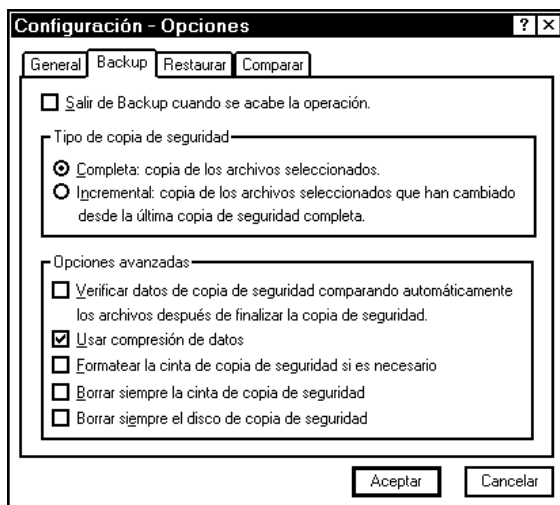 Configuración - Opciones
General Backup Restaurar Comparar
Salir de Backup cuando se acabe la operación.
Tipo de copia de seguridad
Completa: copia de los archivos seleccionados.
Incremental: copia de los archivos seleccionados que han cambiado
desde la última copia de seguridad completa.
Opciones avanzadas
Verificar datos de copia de seguridad comparando automáticamente
los archivos después de finalizar la copia de seguridad.
Usar compresión de datos
Formatear la cinta de copia de seguridad si es necesario
Borrar siempre la cinta de copia de seguridad
Borrar siempre el disco de copia de seguridad
Aceptar Cancelar